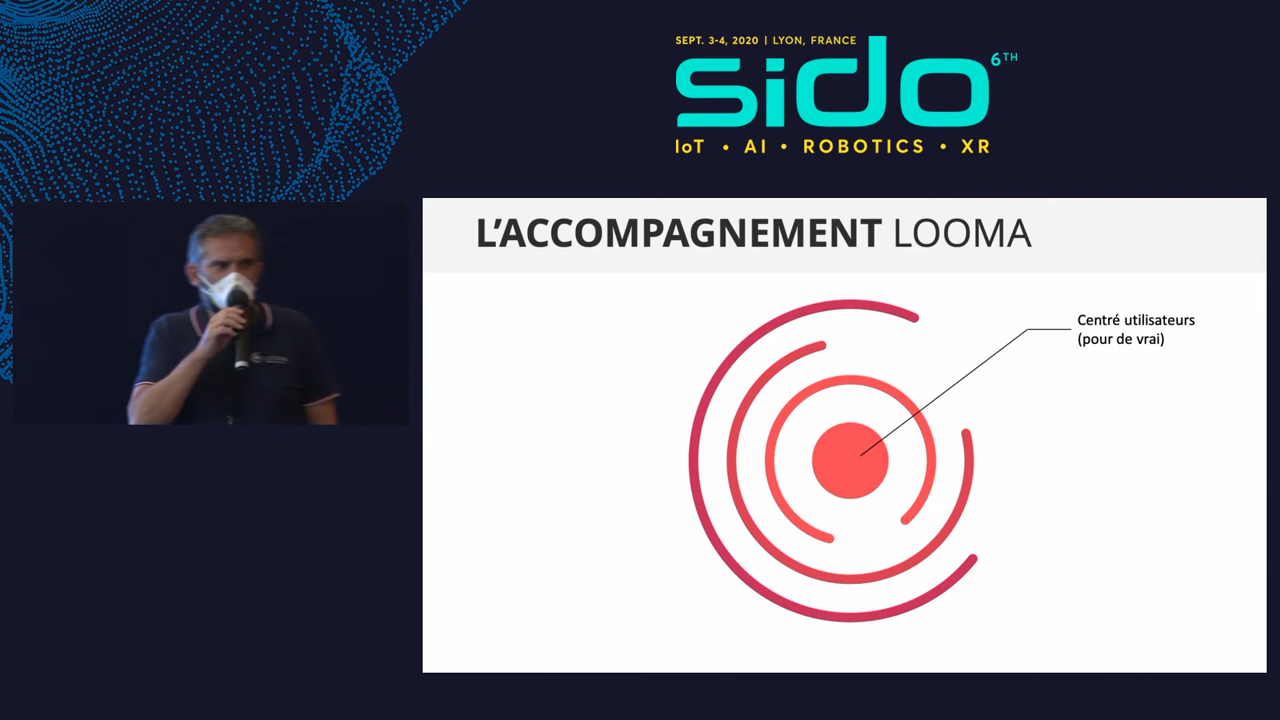 SEPT. 3-4, 2020 | LYON, FRANCE
sido 6TH
IoT • AI • ROBOTICS • XR
L'ACCOMPAGNEMENT LOOMA
Centré utilisateurs
(pour de vrai)